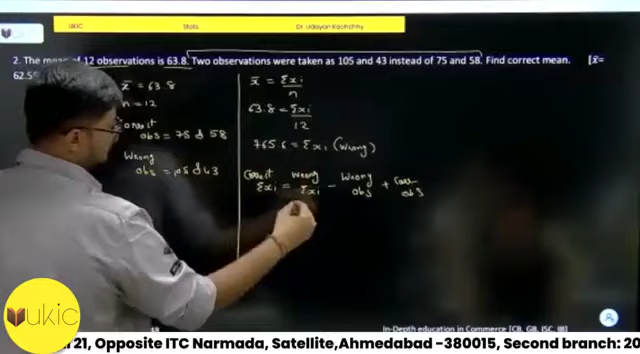 UKIC Stats Dr. Udayan Kachchhy
2. The mean of 12 observations is 63.8. Two observations were taken as 105 and 43 instead of 75 and 58. Find correct mean. [x̅=
62.5
x̅ = 63.8
n = 12
Correct
obs = 75 & 58
Wrong
obs = 105 & 43
x̅ = Σxi
n
63.8 = Σxi
12
765.6 = Σxi (Wrong)
Correct Wrong Wrong
Σxi = Σxi - obs + obs
ukic
18 In-Depth education in Commerce [CB, GB, ISC, IB]
21, Opposite ITC Narmada, Satellite,Ahmedabad -380015, Second branch: 20